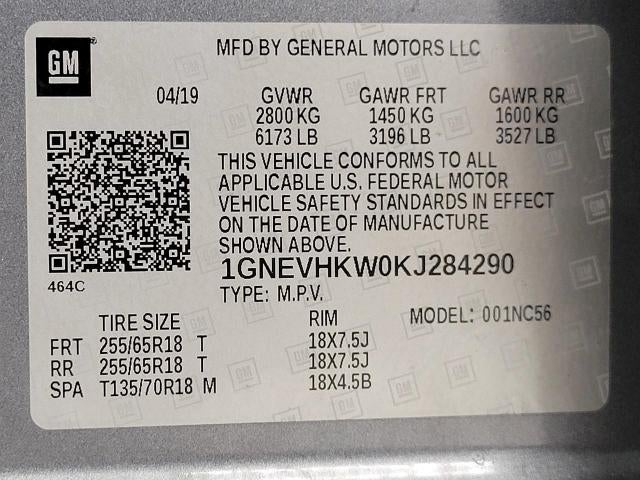 GM
MFD BY GENERAL MOTORS LLC
04/19 GVWR GAWR FRT GAWR RR
2800 KG 1450 KG 1600 KG
6173 LB 3196 LB 3527 LB
THIS VEHICLE CONFORMS TO ALL
APPLICABLE U.S. FEDERAL MOTOR
VEHICLE SAFETY STANDARDS IN EFFECT
ON THE DATE OF MANUFACTURE
SHOWN ABOVE.
464C
1GNEVHKW0KJ284290
TYPE: M.P.V.
MODEL: 001NC56
TIRE SIZE RIM
FRT 255/65R18 T 18X7.5J
RR 255/65R18 T 18X7.5J
SPA T135/70R18 M 18X4.5B